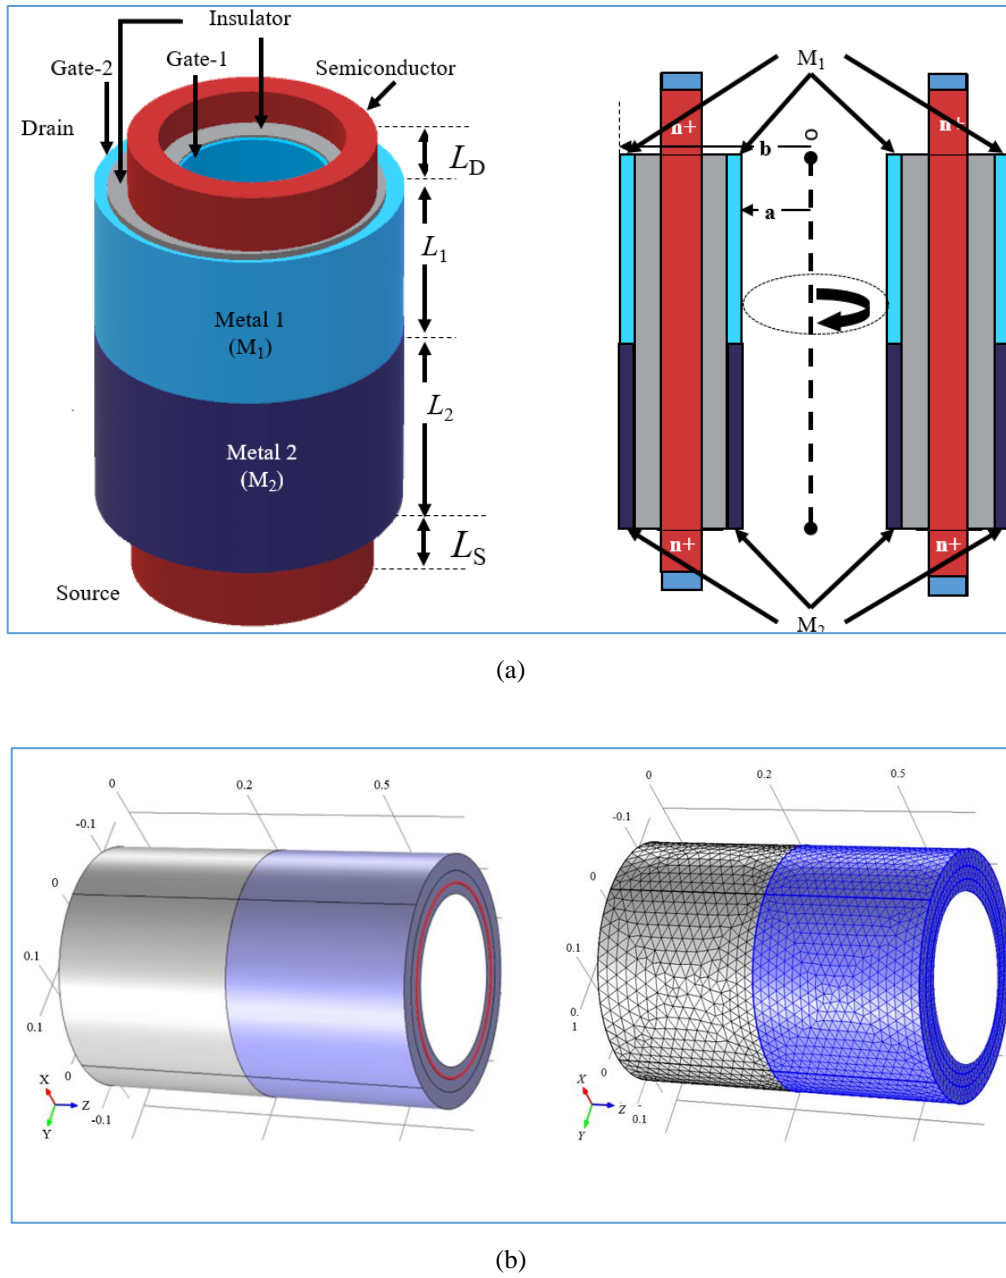 Insulator
Gate-1
Gate-2
Semiconductor
Drain
L_D
L_1
Metal 1
(M_1)
L_2
Metal 2
(M_2)
L_S
Source
M_1
n+
n+
o
b
a
n+
n+
M_2
(a)
0
0.2
0.5
-0.1
0
0.1
0.1
0
-0.1
X
Z
Y
0
0.2
0.5
-0.1
0
0.1
0.
1
0
0.1
X
Z
-
Y
(b)